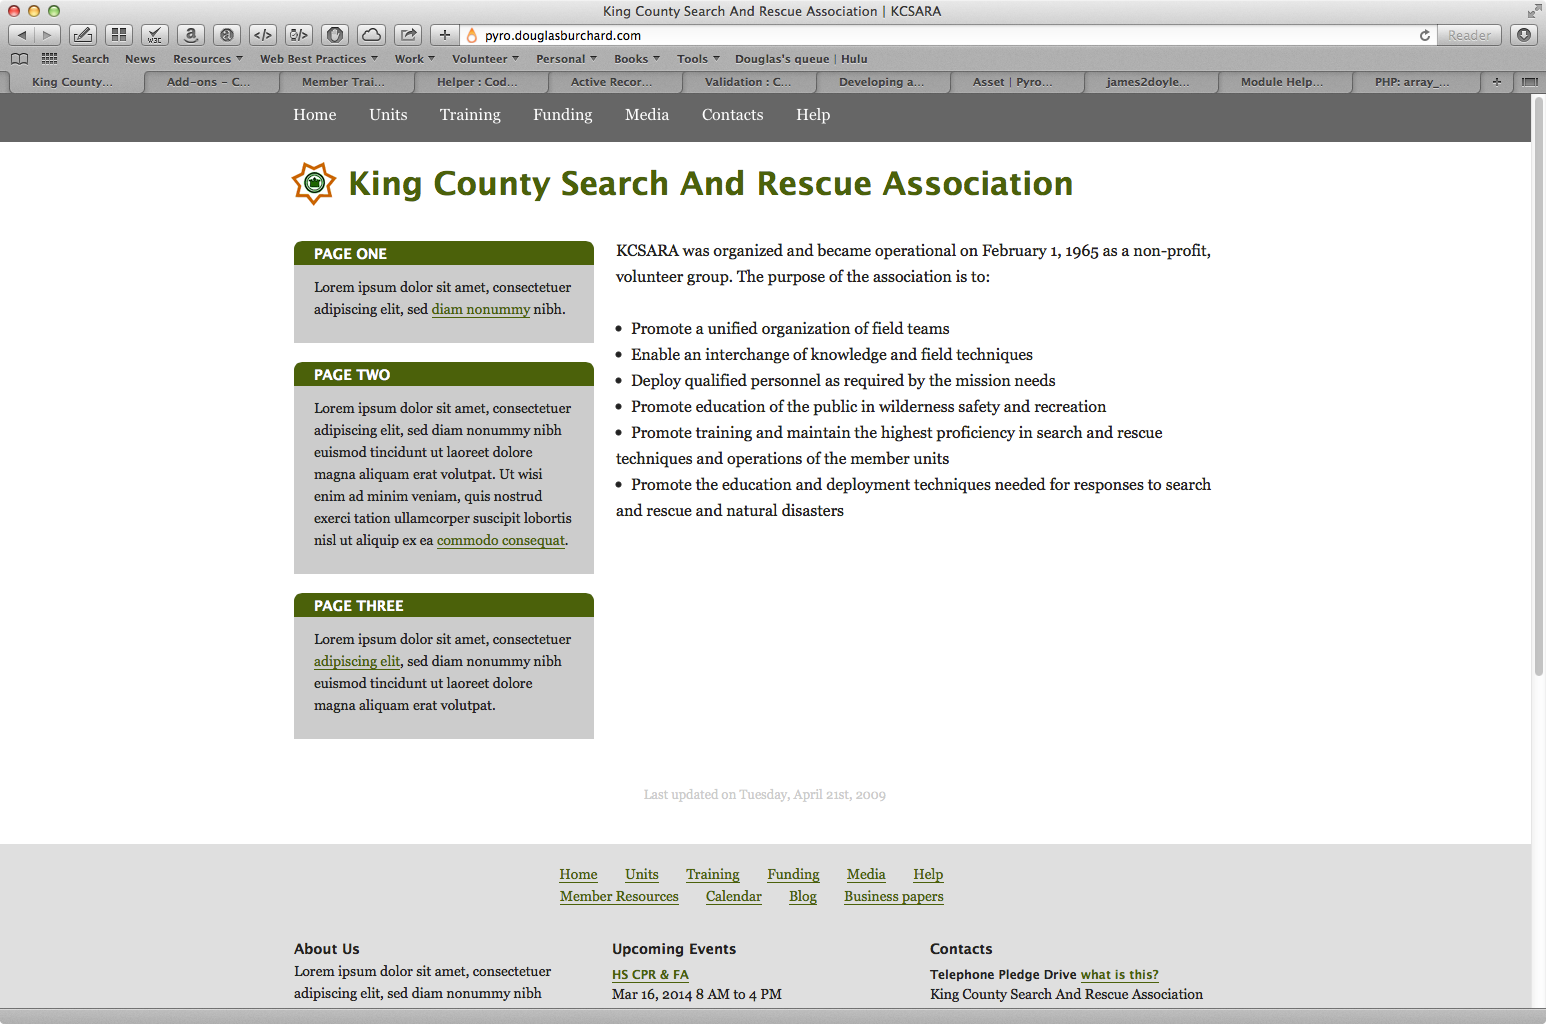 King County Search And Rescue Association | KCSARA
W3C
</>
pyro.douglasburchard.com
Reader
Search News Resources Web Best Practices Work Volunteer Personal Books Tools Douglas's queue | Hulu
King County... Add-ons – C... Member Trai... Helper : Cod... Active Recor... Validation : C... Developing a... Asset | Pyro... james2doyle... Module Help... PHP: array_...
Home Units Training Funding Media Contacts Help
King County Search And Rescue Association
PAGE ONE
Lorem ipsum dolor sit amet, consectetuer
adipiscing elit, sed diam nonummy nibh.
PAGE TWO
Lorem ipsum dolor sit amet, consectetuer
adipiscing elit, sed diam nonummy nibh
euismod tincidunt ut laoreet dolore
magna aliquam erat volutpat. Ut wisi
enim ad minim veniam, quis nostrud
exerci tation ullamcorper suscipit lobortis
nisl ut aliquip ex ea commodo consequat.
PAGE THREE
Lorem ipsum dolor sit amet, consectetuer
adipiscing elit, sed diam nonummy nibh
euismod tincidunt ut laoreet dolore
magna aliquam erat volutpat.
KCSARA was organized and became operational on February 1, 1965 as a non-profit,
volunteer group. The purpose of the association is to:
• Promote a unified organization of field teams
• Enable an interchange of knowledge and field techniques
• Deploy qualified personnel as required by the mission needs
• Promote education of the public in wilderness safety and recreation
• Promote training and maintain the highest proficiency in search and rescue
techniques and operations of the member units
• Promote the education and deployment techniques needed for responses to search
and rescue and natural disasters
Last updated on Tuesday, April 21st, 2009
Home Units Training Funding Media Help
Member Resources Calendar Blog Business papers
About Us
Lorem ipsum dolor sit amet, consectetuer
adipiscing elit, sed diam nonummy nibh
Upcoming Events
HS CPR & FA
Mar 16, 2014 8 AM to 4 PM
Contacts
Telephone Pledge Drive what is this?
King County Search And Rescue Association